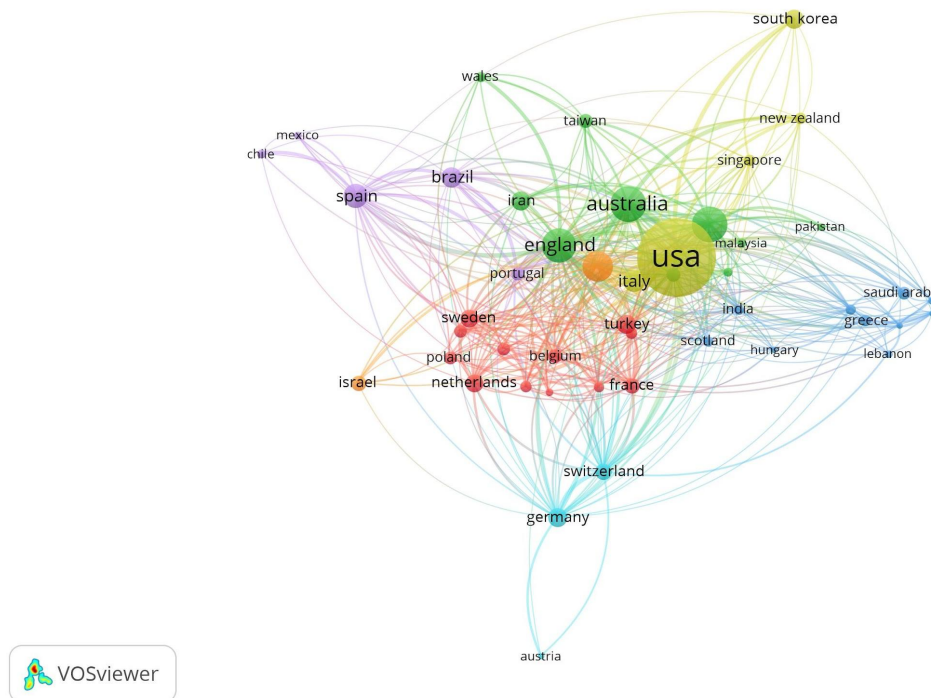 south korea
wales
new zealand
taiwan
mexico
chile
singapore
brazil
spain
iran
australia
pakistan
england
malaysia
usa
portugal
italy
saudi arab
india
sweden
turkey
greece
scotland
hungary
lebanon
poland
belgium
israel
netherlands
france
switzerland
germany
austria
VOSviewer